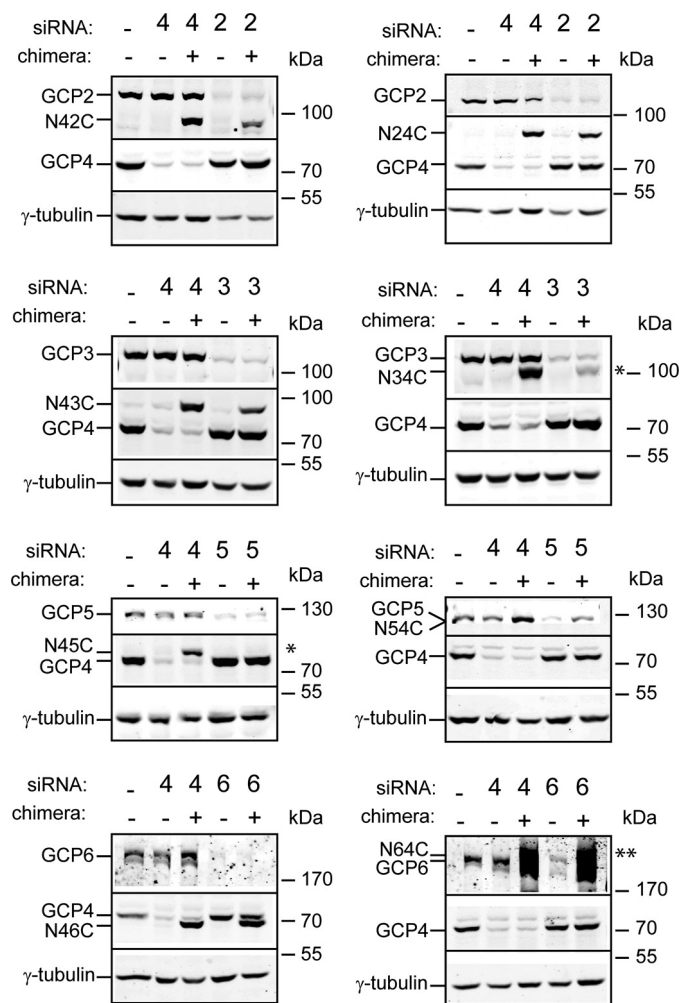 siRNA: - 4 4 2 2
chimera: - - + - + kDa
GCP2
N42C
100
GCP4
70
55
γ-tubulin
siRNA: - 4 4 2 2
chimera: - - + - + kDa
GCP2
100
N24C
GCP4
70
55
γ-tubulin
siRNA: - 4 4 3 3
chimera: - - + - + kDa
GCP3
100
N43C
100
GCP4
70
55
γ-tubulin
siRNA: - 4 4 3 3
chimera: - - + - + kDa
GCP3
N34C
* 100
GCP4
70
55
γ-tubulin
siRNA: - 4 4 5 5
chimera: - - + - + kDa
GCP5
130
N45C
*
GCP4
70
55
γ-tubulin
siRNA: - 4 4 5 5
chimera: - - + - + kDa
GCP5
130
N54C
GCP4
70
55
γ-tubulin
siRNA: - 4 4 6 6
chimera: - - + - + kDa
GCP6
170
GCP4
70
N46C
55
γ-tubulin
siRNA: - 4 4 6 6
chimera: - - + - + kDa
N64C
**
GCP6
170
GCP4
70
55
γ-tubulin